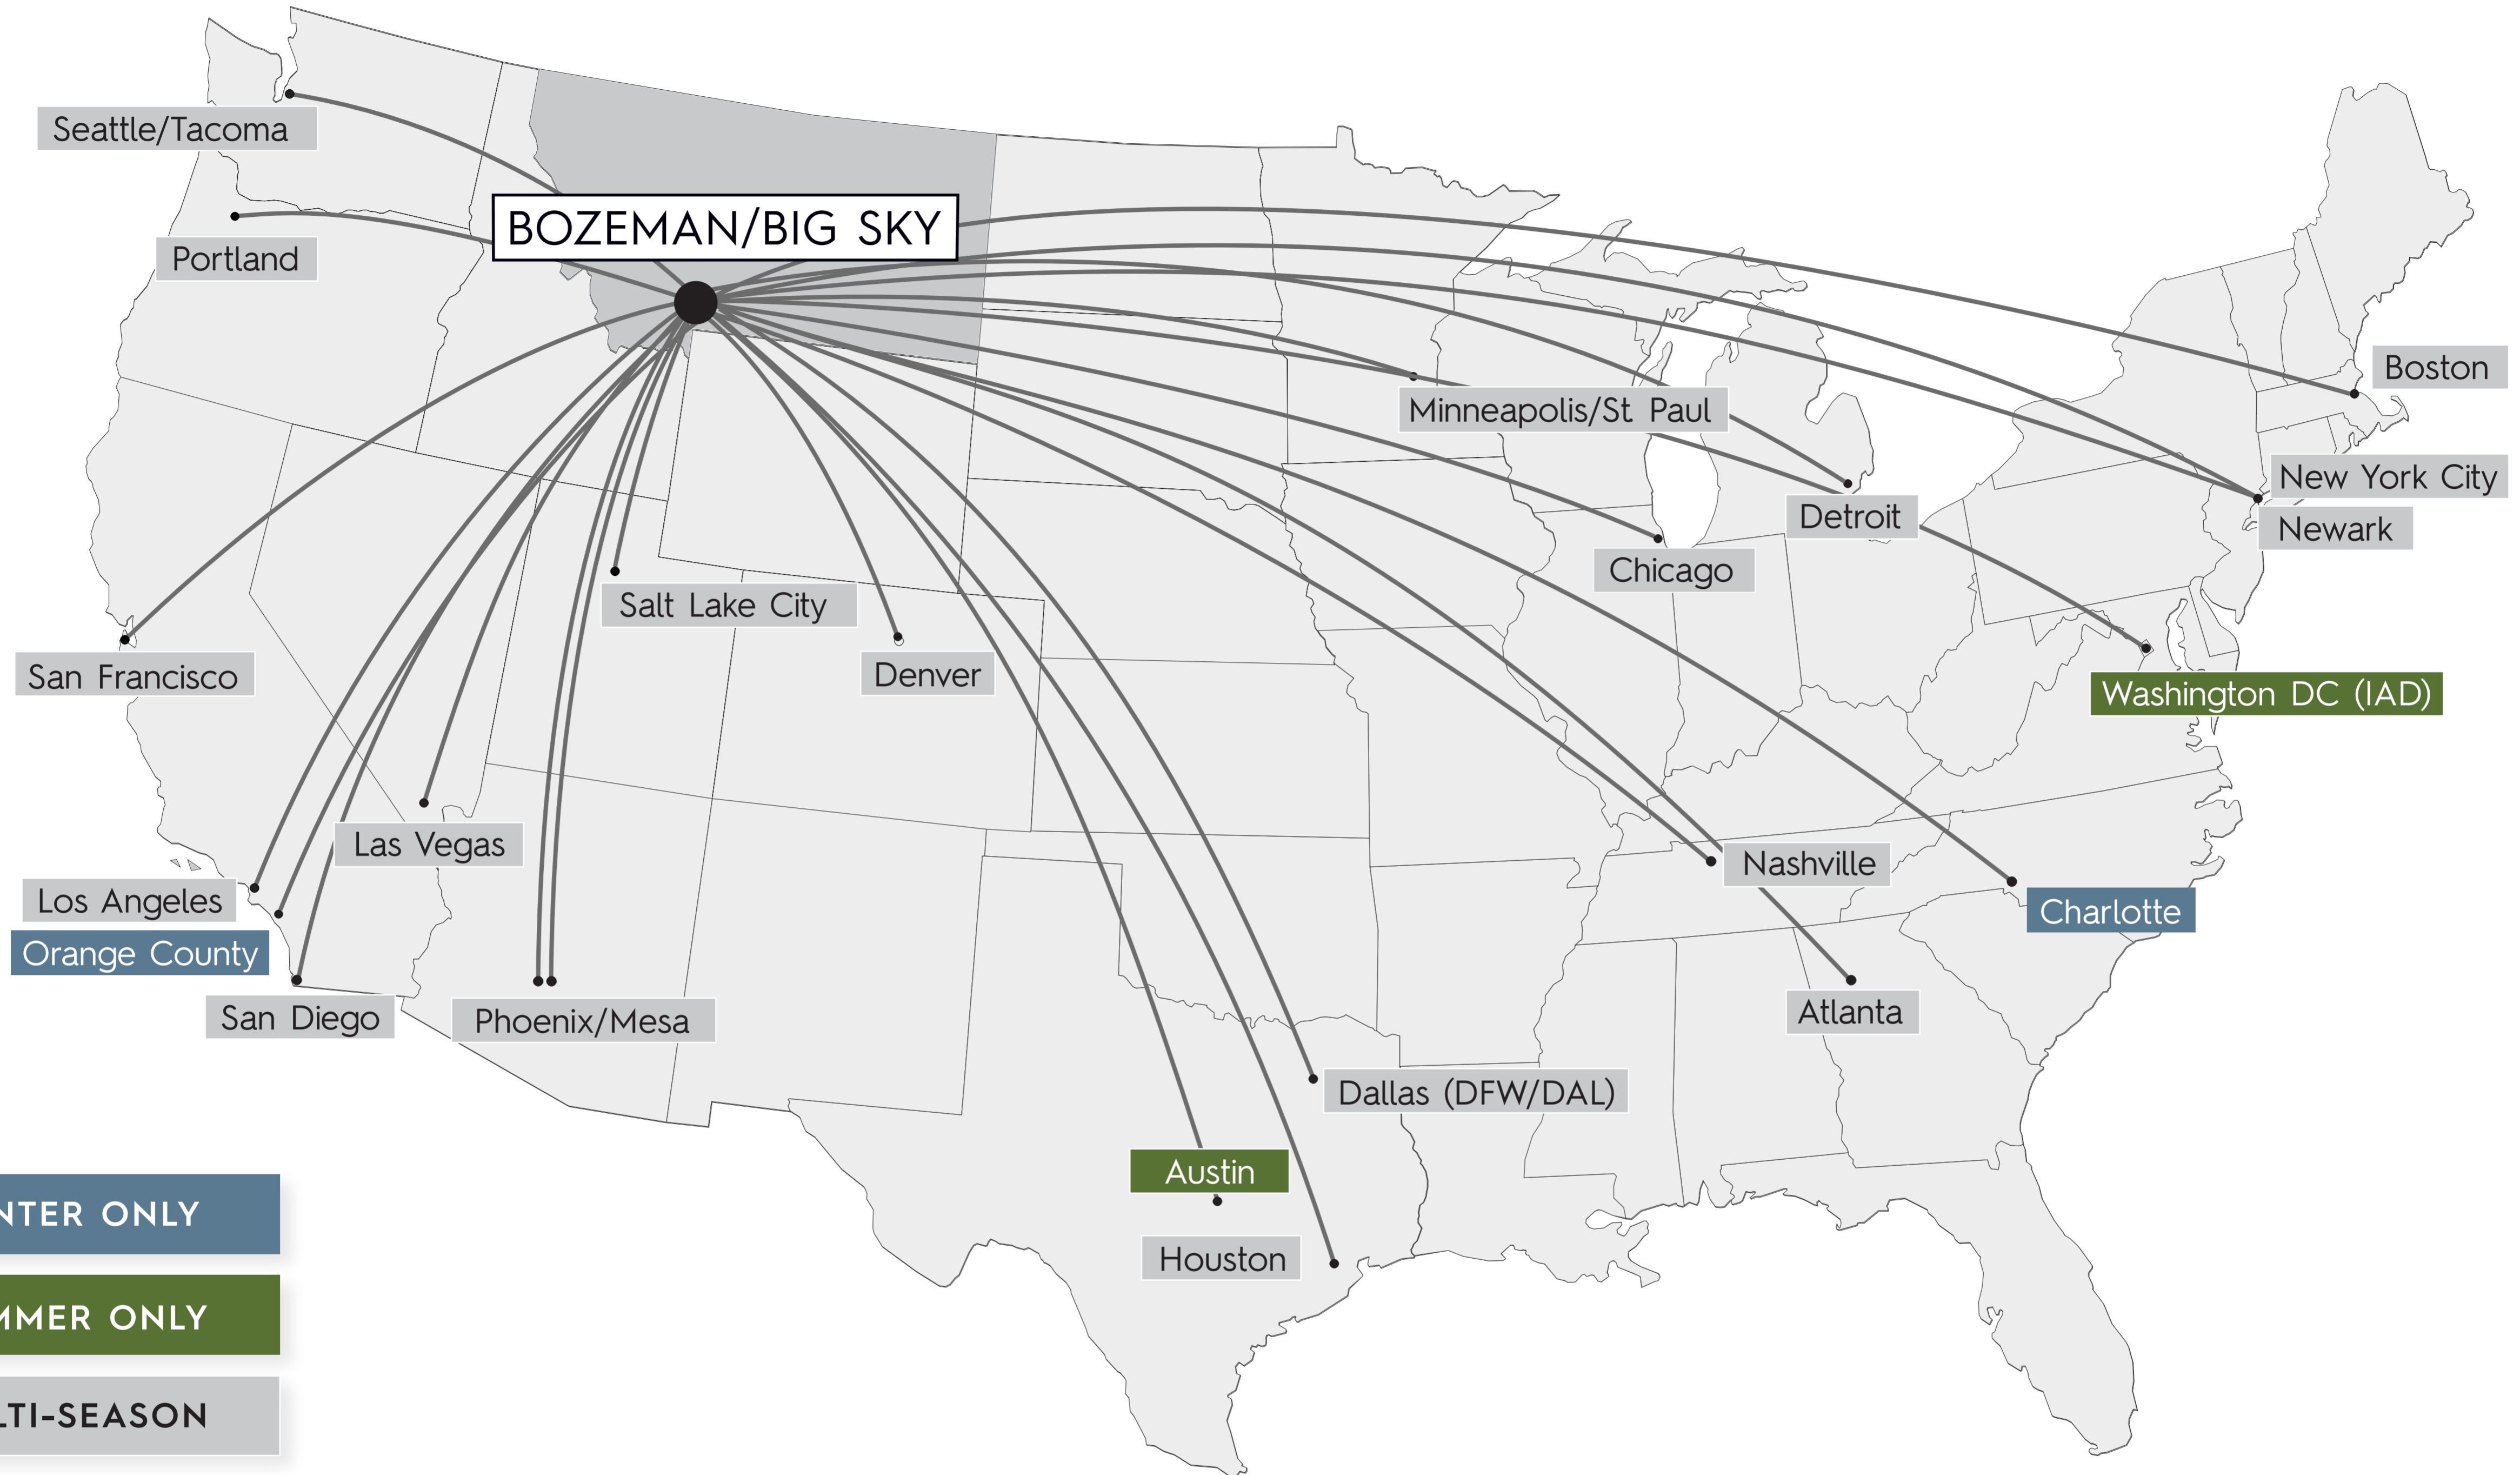 Seattle/Tacoma
BOZEMAN/BIG SKY
Portland
Boston
Minneapolis/St Paul
New York City
Detroit
Newark
Chicago
Salt Lake City
San Francisco
Denver
Washington DC (IAD)
Las Vegas
Nashville
Los Angeles
Charlotte
Orange County
San Diego
Phoenix/Mesa
Atlanta
Dallas (DFW/DAL)
Austin
Houston
NTER ONLY
MMER ONLY
LTI-SEASON